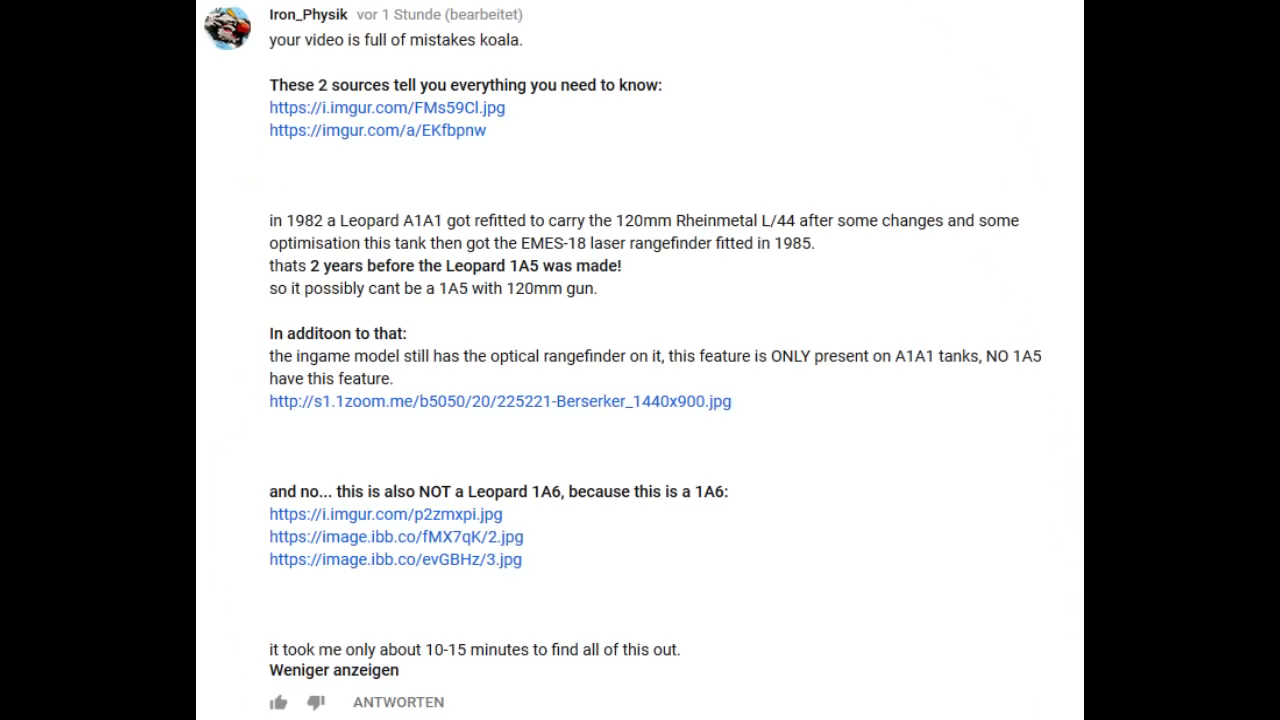 Iron_Physik vor 1 Stunde (bearbeitet)
your video is full of mistakes koala.
These 2 sources tell you everything you need to know:
https://i.imgur.com/FMs59Cl.jpg
https://imgur.com/a/EKfbpnw
in 1982 a Leopard A1A1 got refitted to carry the 120mm Rheinmetal L/44 after some changes and some
optimisation this tank then got the EMES-18 laser rangefinder fitted in 1985.
thats 2 years before the Leopard 1A5 was made!
so it possibly cant be a 1A5 with 120mm gun.
In additoon to that:
the ingame model still has the optical rangefinder on it, this feature is ONLY present on A1A1 tanks, NO 1A5
have this feature.
http://s1.1zoom.me/b5050/20/225221-Berserker_1440x900.jpg
and no... this is also NOT a Leopard 1A6, because this is a 1A6:
https://i.imgur.com/p2zmxpi.jpg
https://image.ibb.co/fMX7qK/2.jpg
https://image.ibb.co/evGBHz/3.jpg
it took me only about 10-15 minutes to find all of this out.
Weniger anzeigen
ANTWORTEN